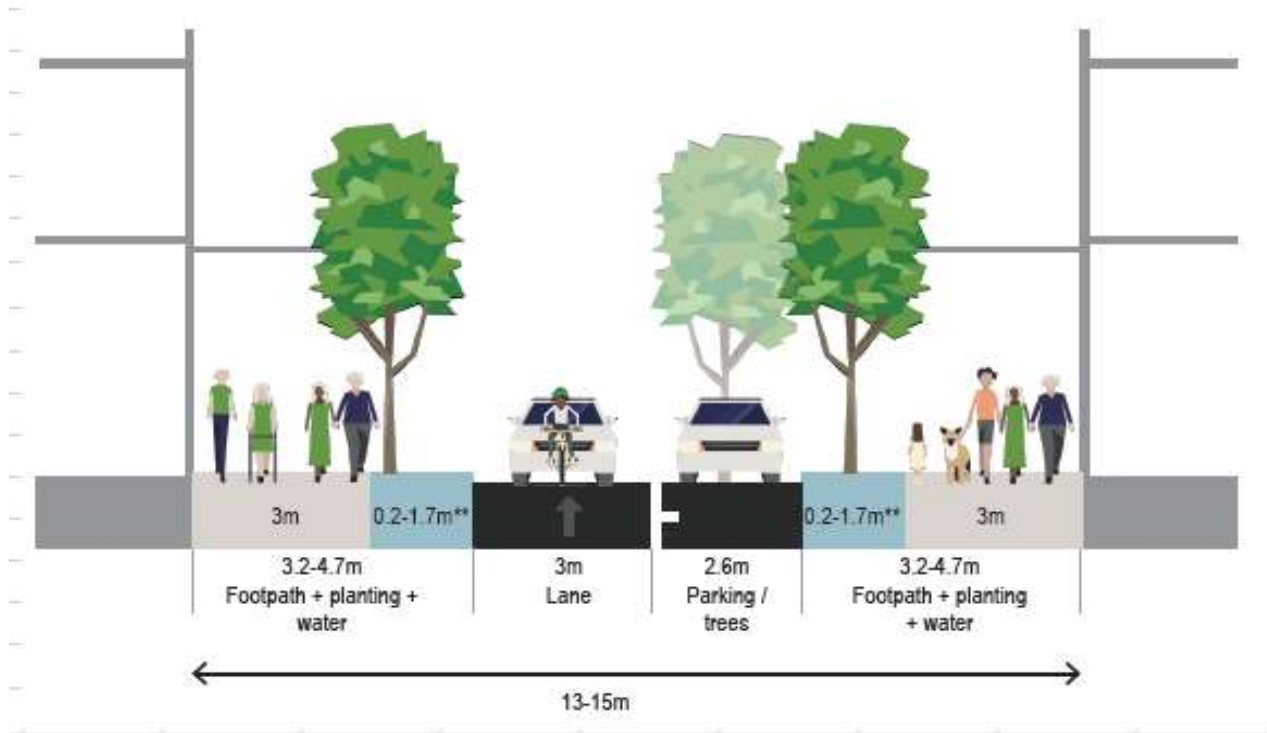 3m
0.2-1.7m**
0.2-1.7m**
3m
3.2-4.7m
Footpath + planting +
water
3m
Lane
2.6m
Parking /
trees
3.2-4.7m
Footpath + planting
+ water
13-15m